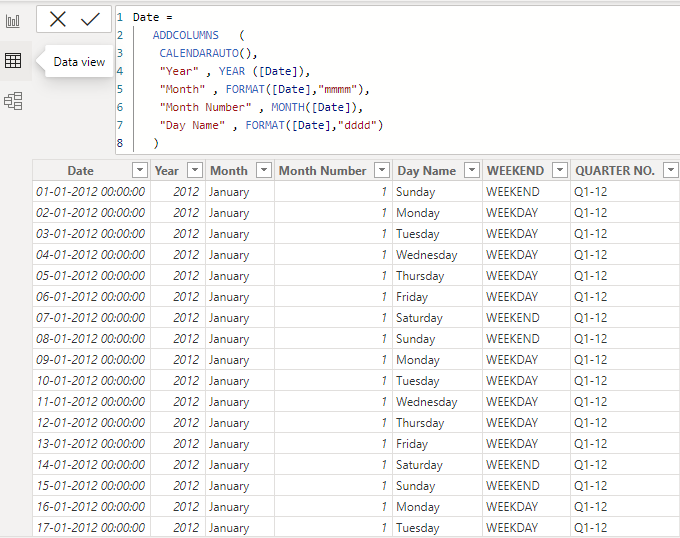 1 Date =
2 ADDCOLUMNS (
3 CALENDARAUTO(),
4 "Year" , YEAR ([Date]),
5 "Month" , FORMAT([Date],"mmmm"),
6 "Month Number" , MONTH([Date]),
7 "Day Name" , FORMAT([Date],"dddd")
8 )
Data view
Date Year Month Month Number Day Name WEEKEND QUARTER NO.
01-01-2012 00:00:00 2012 January 1 Sunday WEEKEND Q1-12
02-01-2012 00:00:00 2012 January 1 Monday WEEKDAY Q1-12
03-01-2012 00:00:00 2012 January 1 Tuesday WEEKDAY Q1-12
04-01-2012 00:00:00 2012 January 1 Wednesday WEEKDAY Q1-12
05-01-2012 00:00:00 2012 January 1 Thursday WEEKDAY Q1-12
06-01-2012 00:00:00 2012 January 1 Friday WEEKDAY Q1-12
07-01-2012 00:00:00 2012 January 1 Saturday WEEKEND Q1-12
08-01-2012 00:00:00 2012 January 1 Sunday WEEKEND Q1-12
09-01-2012 00:00:00 2012 January 1 Monday WEEKDAY Q1-12
10-01-2012 00:00:00 2012 January 1 Tuesday WEEKDAY Q1-12
11-01-2012 00:00:00 2012 January 1 Wednesday WEEKDAY Q1-12
12-01-2012 00:00:00 2012 January 1 Thursday WEEKDAY Q1-12
13-01-2012 00:00:00 2012 January 1 Friday WEEKDAY Q1-12
14-01-2012 00:00:00 2012 January 1 Saturday WEEKEND Q1-12
15-01-2012 00:00:00 2012 January 1 Sunday WEEKEND Q1-12
16-01-2012 00:00:00 2012 January 1 Monday WEEKDAY Q1-12
17-01-2012 00:00:00 2012 January 1 Tuesday WEEKDAY Q1-12